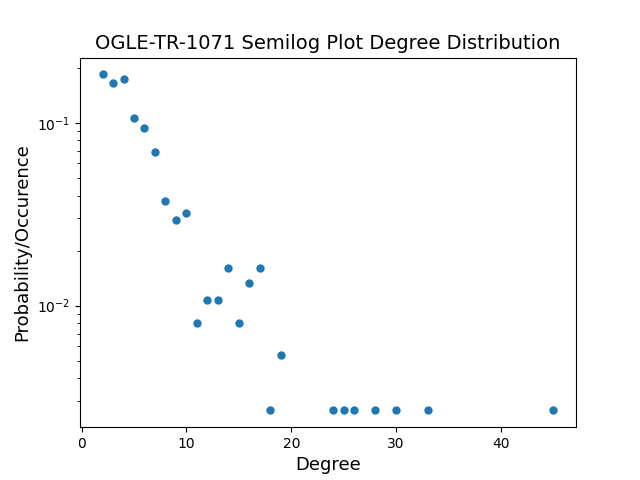 OGLE-TR-1071 Semilog Plot Degree Distribution
Probability/Occurence
10⁻¹
10⁻²
0 10 20 30 40
Degree